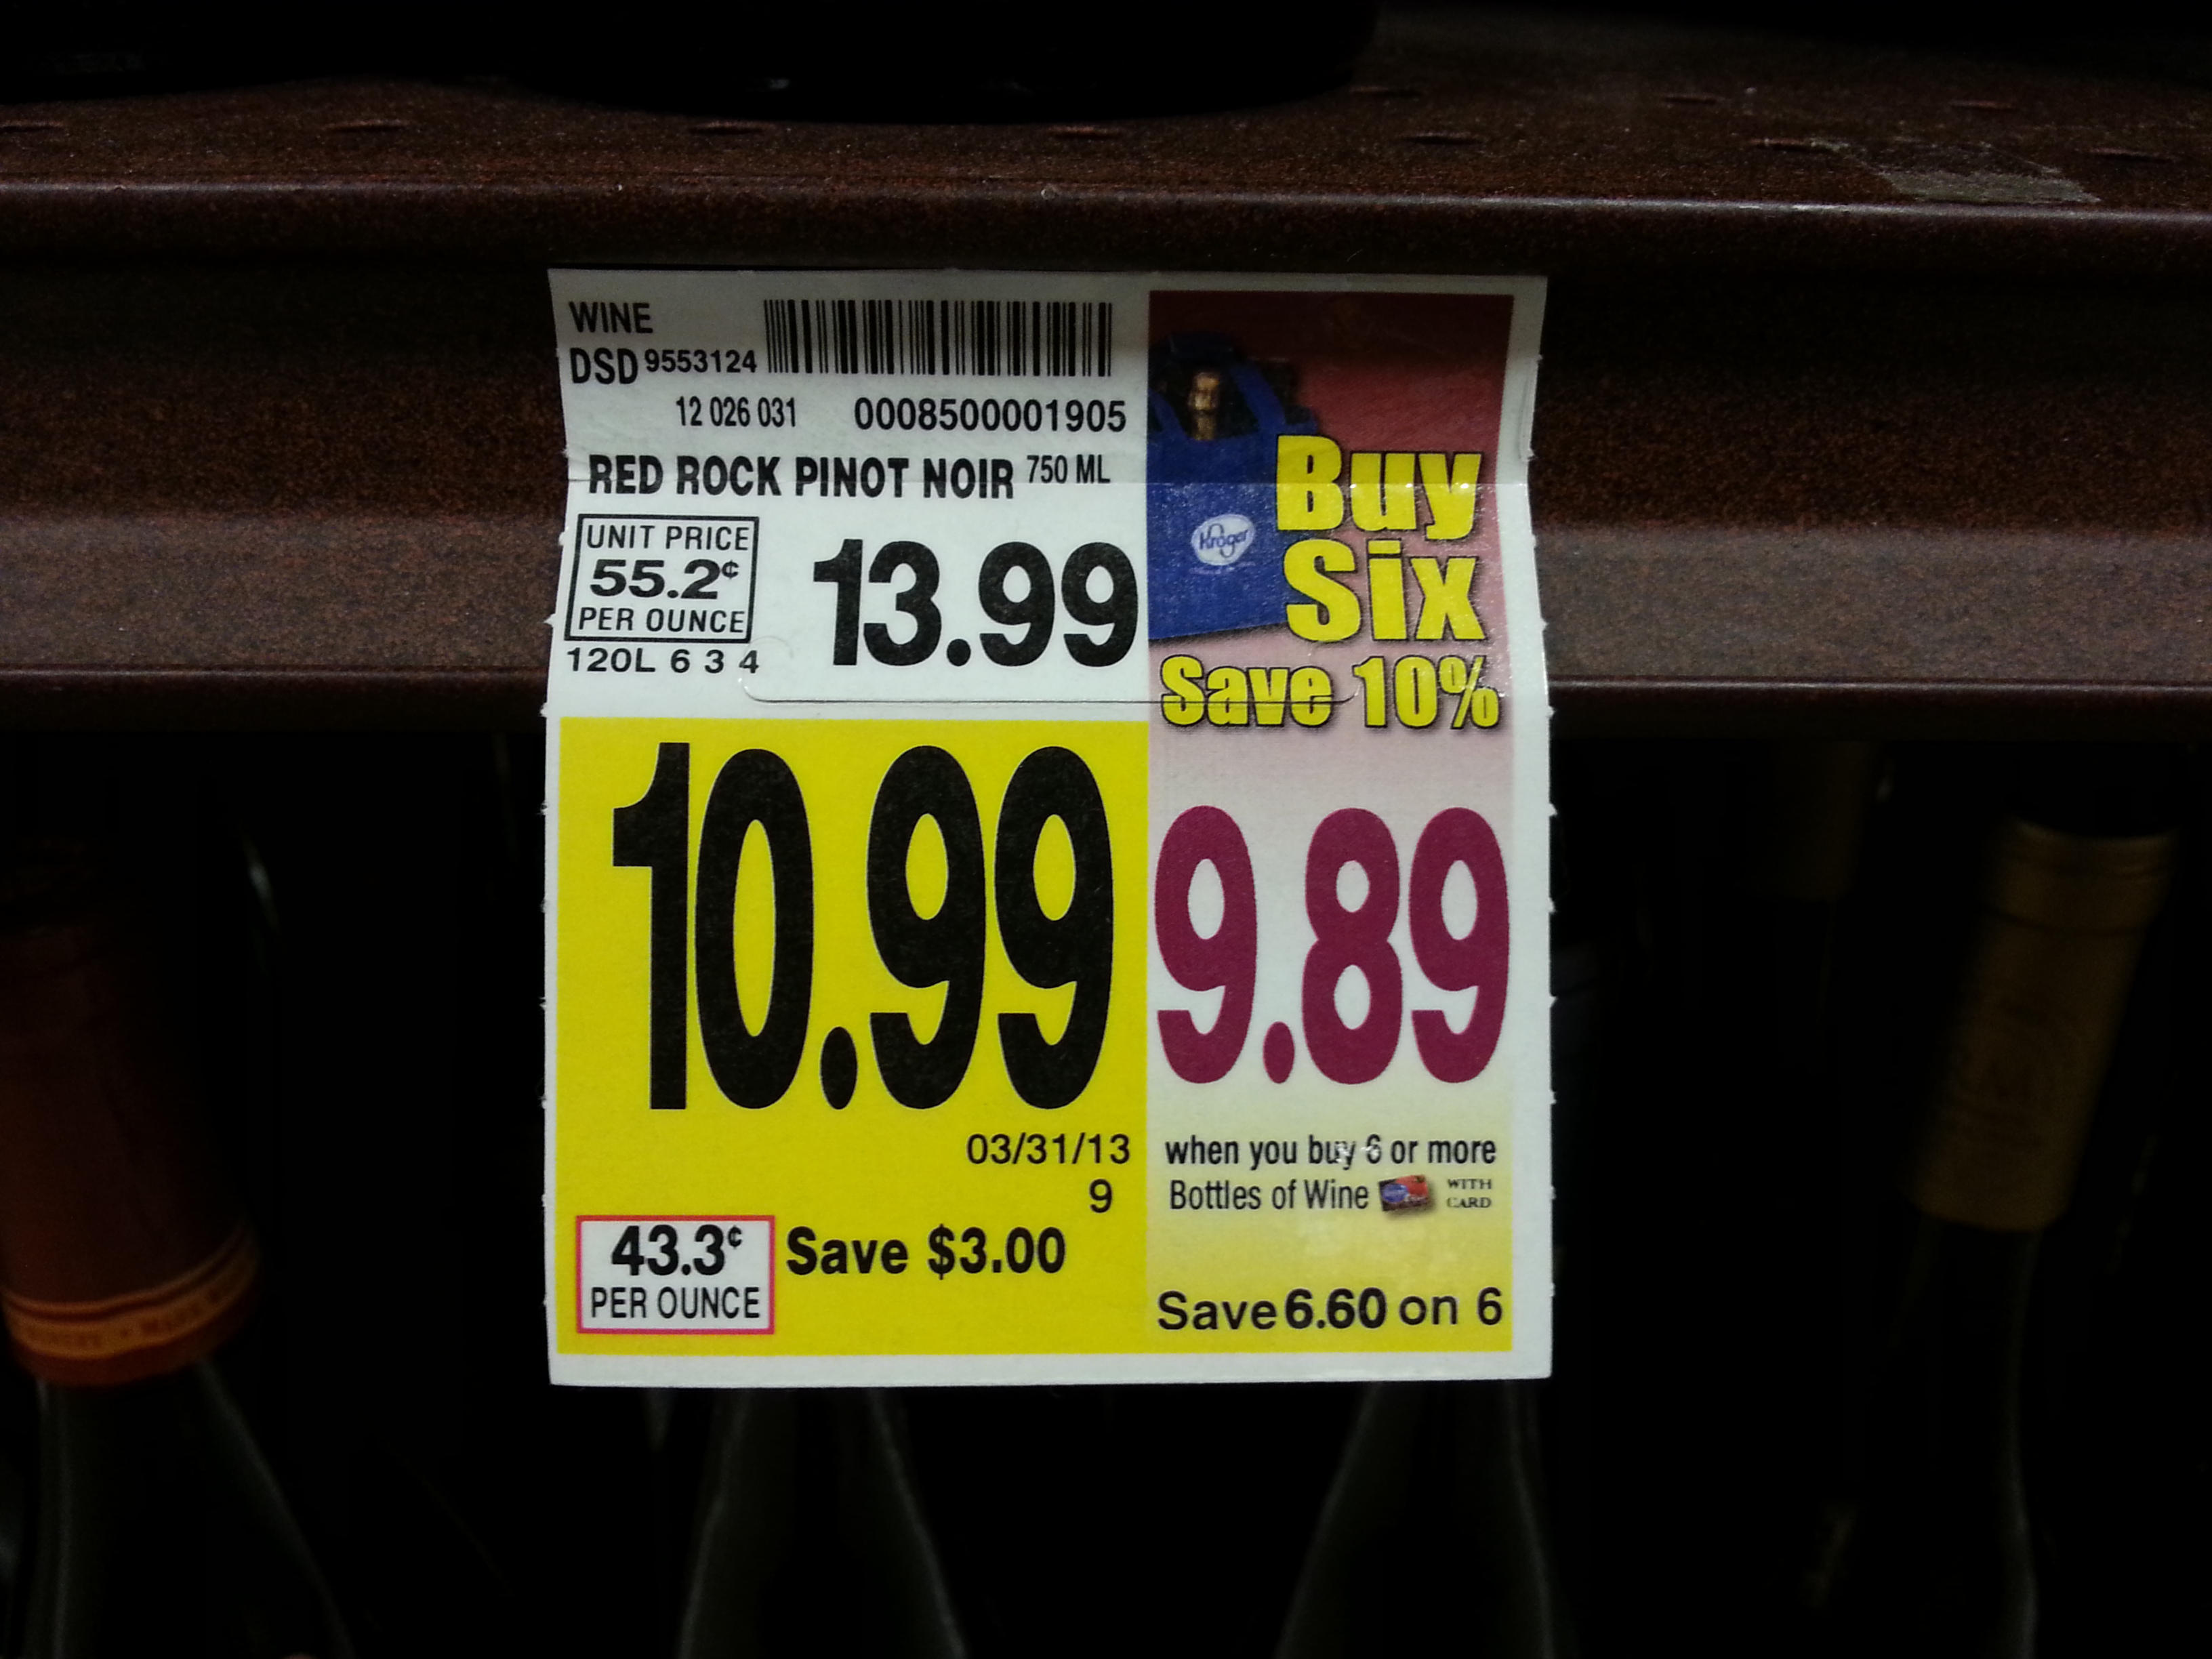 WINE
DSD 9553124
12 026 031 0008500001905
RED ROCK PINOT NOIR 750 ML
UNIT PRICE
55.2¢
PER OUNCE
13.99
120L 6 3 4
10.99
03/31/13
9
43.3¢
PER OUNCE
Save $3.00
Kroger
Buy
Six
Save 10%
9.89
when you buy 6 or more
Bottles of Wine WITH CARD
Save 6.60 on 6